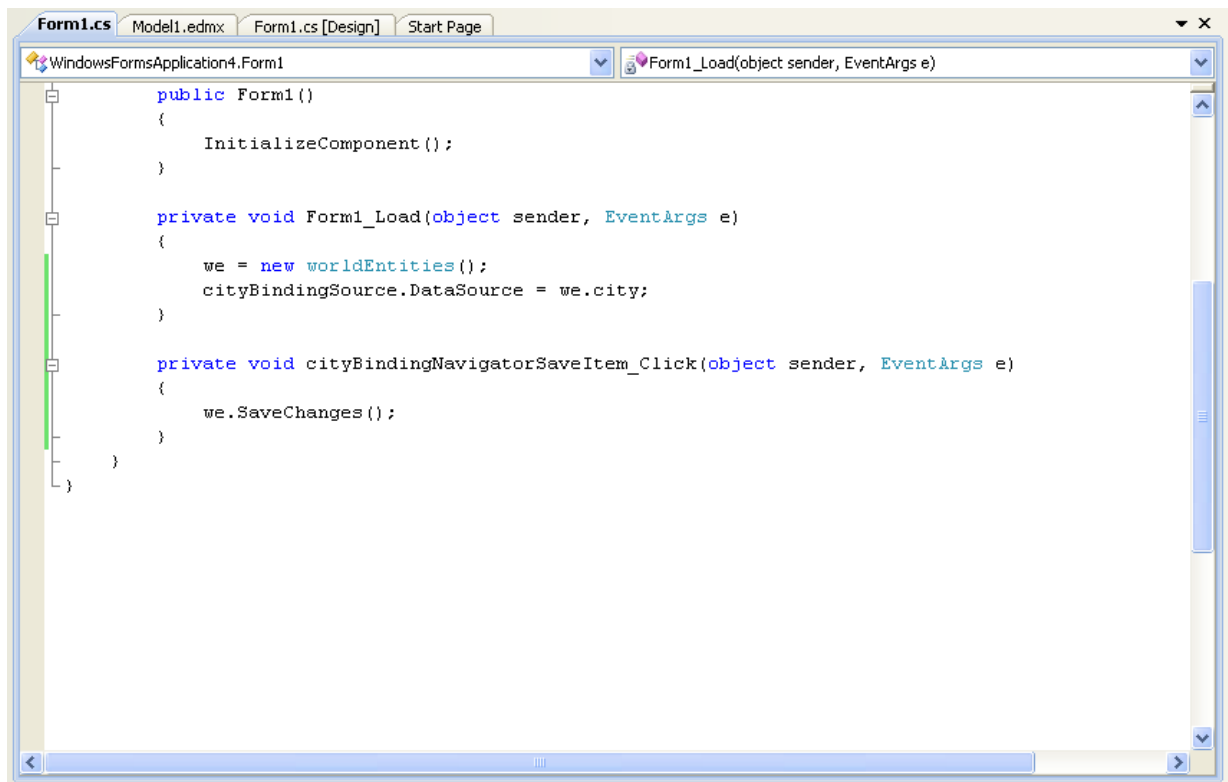 Form1.cs Model1.edmx Form1.cs [Design] Start Page
WindowsFormsApplication4.Form1 Form1_Load(object sender, EventArgs e)
public Form1()
{
InitializeComponent();
}
private void Form1_Load(object sender, EventArgs e)
{
we = new worldEntities();
cityBindingSource.DataSource = we.city;
}
private void cityBindingNavigatorSaveItem_Click(object sender, EventArgs e)
{
we.SaveChanges();
}
}
}